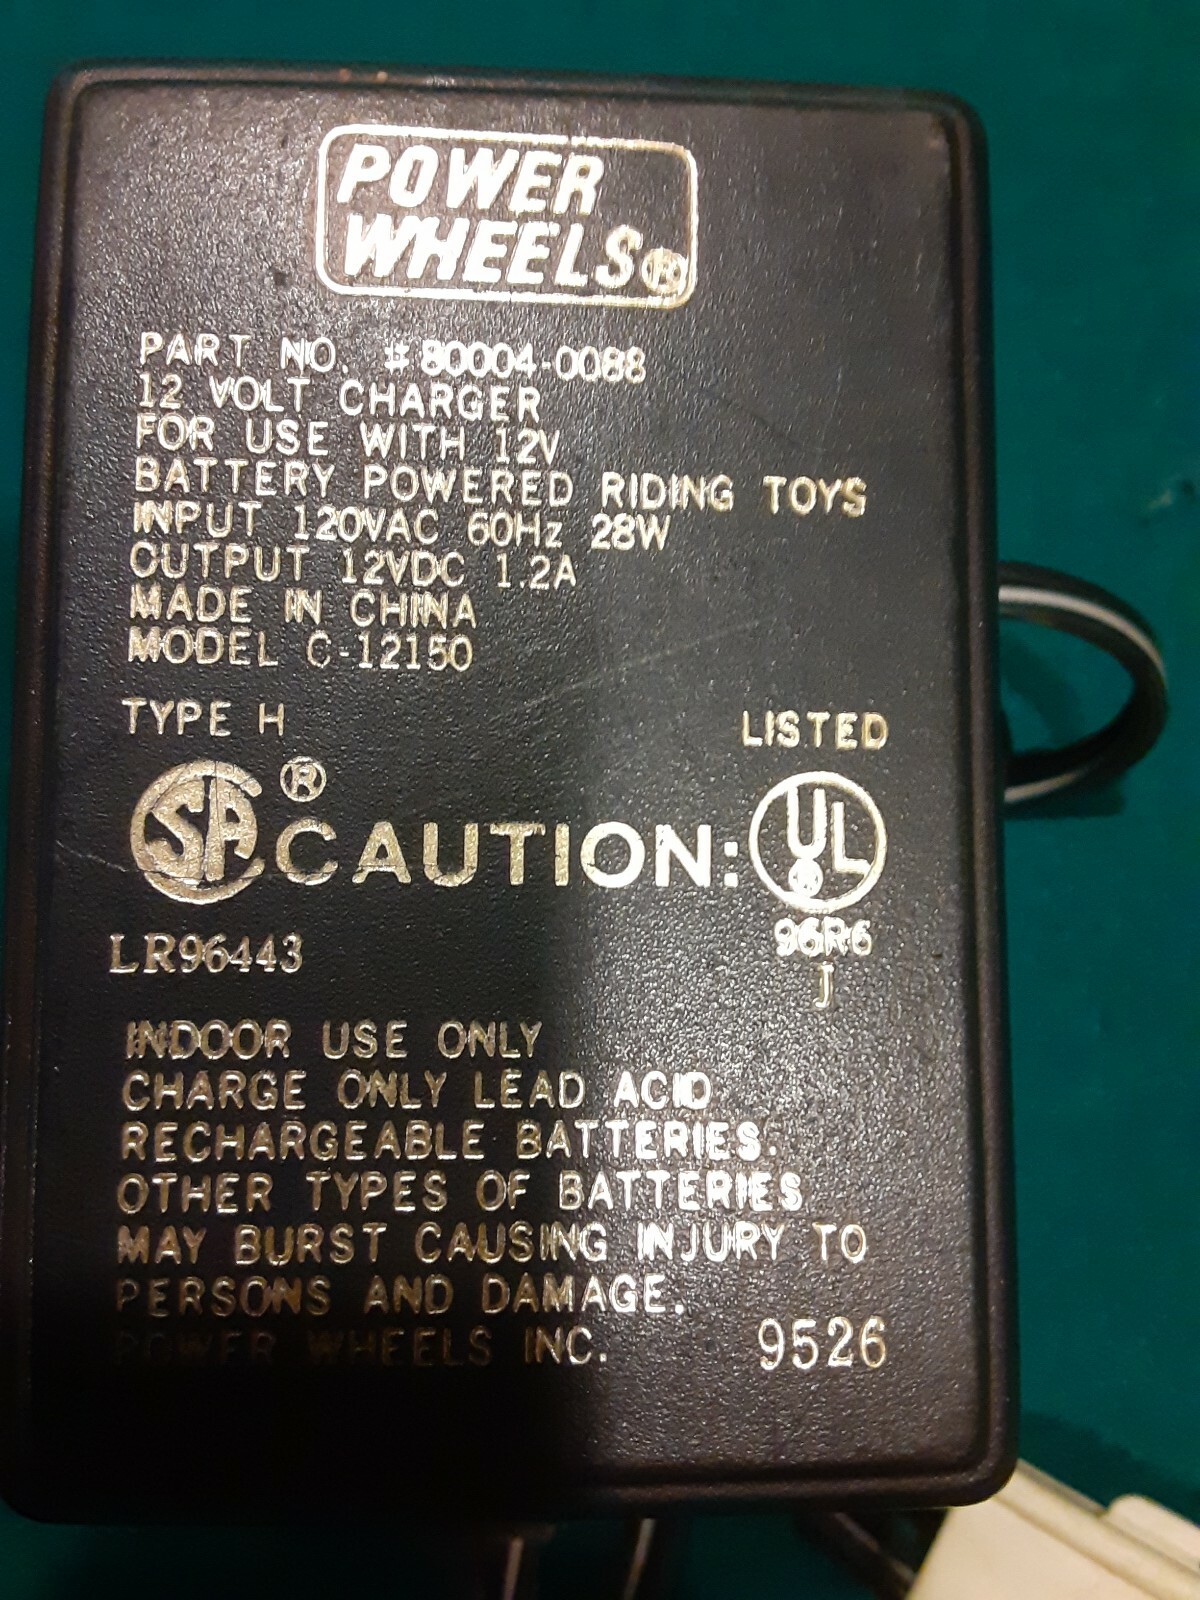 POWER
WHEELS®
PART NO. #80004-0088
12 VOLT CHARGER
FOR USE WITH 12V
BATTERY POWERED RIDING TOYS
INPUT 120VAC 60Hz 28W
OUTPUT 12VDC 1.2A
MADE IN CHINA
MODEL C-12150
TYPE H
LISTED
SA ® CAUTION: UL ®
LR96443
96R6
J
INDOOR USE ONLY
CHARGE ONLY LEAD ACID
RECHARGEABLE BATTERIES.
OTHER TYPES OF BATTERIES
MAY BURST CAUSING INJURY TO
PERSONS AND DAMAGE.
POWER WHEELS INC.
9526